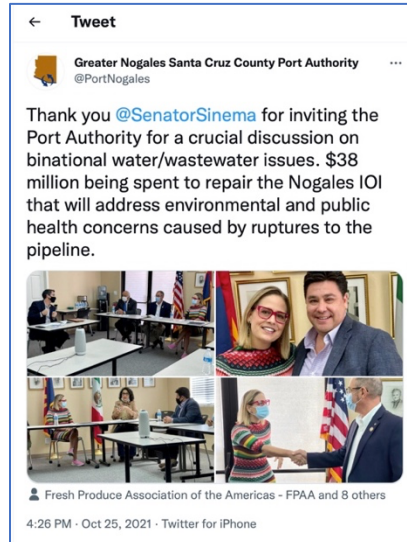 Tweet
Greater Nogales Santa Cruz County Port Authority
@PortNogales
Thank you @SenatorSinema for inviting the
Port Authority for a crucial discussion on
binational water/wastewater issues. $38
million being spent to repair the Nogales IOI
that will address environmental and public
health concerns caused by ruptures to the
pipeline.
Fresh Produce Association of the Americas - FPAA and 8 others
4:26 PM · Oct 25, 2021 · Twitter for iPhone